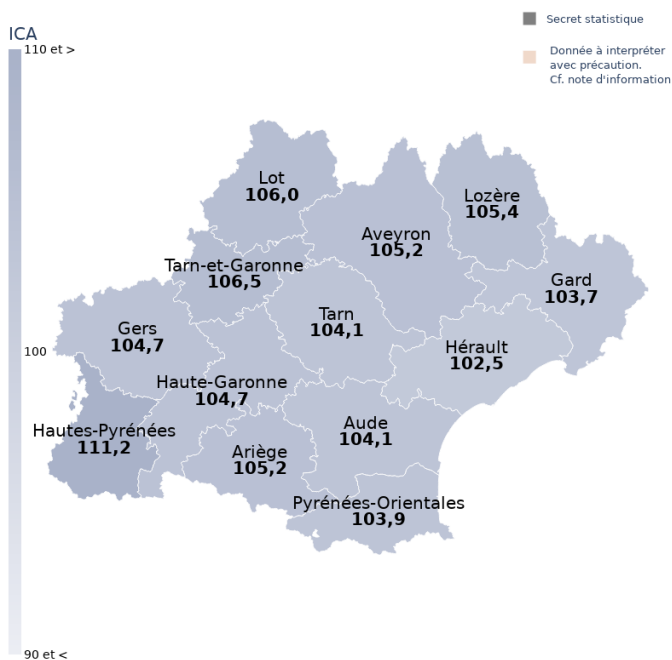 Secret statistique
ICA
110 et >
Donnée à interpréter
avec précaution.
Cf. note d'information
Lot
106,0
Lozère
105,4
Aveyron
105,2
Tarn-et-Garonne
106,5
Gard
103,7
Tarn
104,1
Gers
104,7
Hérault
102,5
100
Haute-Garonne
104,7
Aude
104,1
Hautes-Pyrénées
111,2
Ariège
105,2
Pyrénées-Orientales
103,9
90 et <